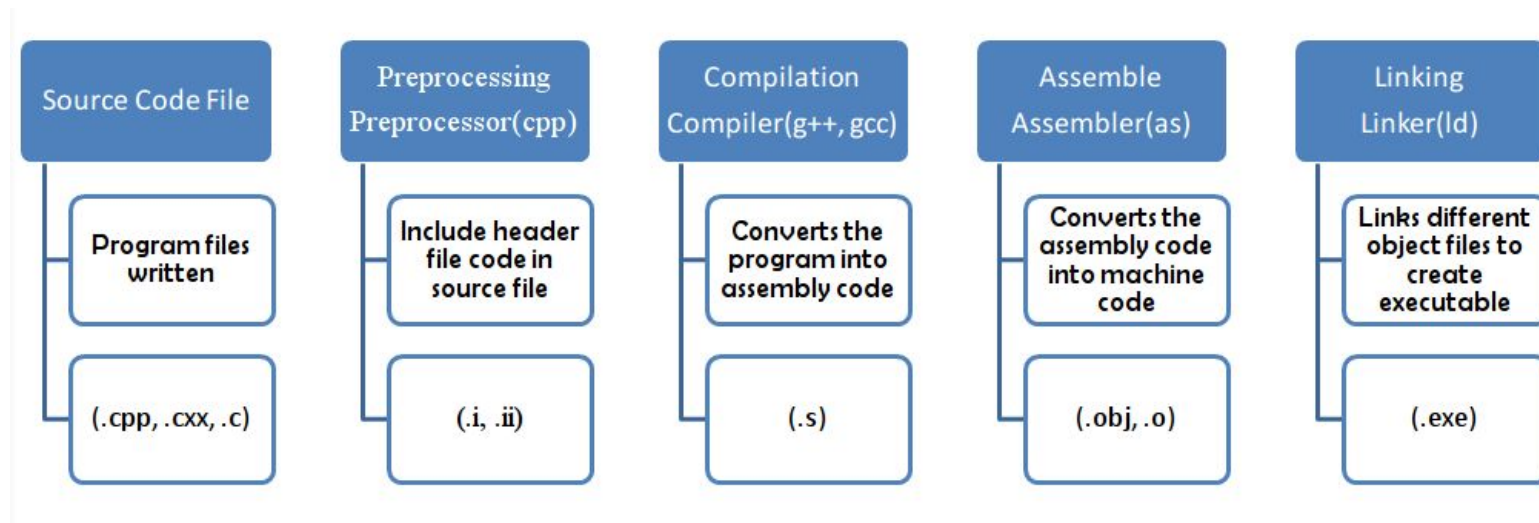 Source Code File
Program files
written
(.cpp, .cxx, .c)
Preprocessing
Preprocessor(cpp)
Include header
file code in
source file
(.i, .ii)
Compilation
Compiler(g++, gcc)
Converts the
program into
assembly code
(.s)
Assemble
Assembler(as)
Converts the
assembly code
into machine
code
(.obj, .o)
Linking
Linker(ld)
Links different
object files to
create
executable
(.exe)